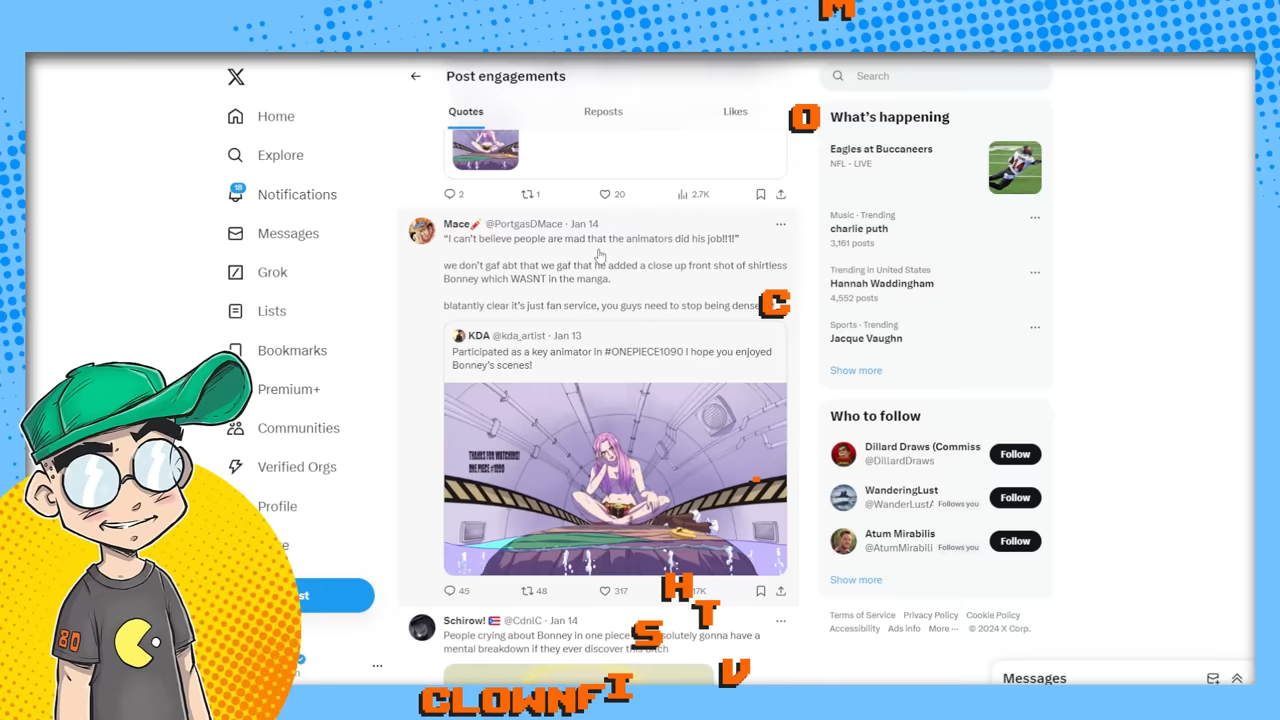 M
O
C
H
T
S
V
I
CLOWNF
Home
Explore
18
Notifications
Messages
Grok
Lists
Bookmarks
Premium+
Communities
Verified Orgs
Profile
80
Post engagements
Quotes
Reposts
Likes
2
1
20
2.7K
Mace @PortgasDMace · Jan 14
“I can’t believe people are mad that the animators did his job!!1!”
we don’t gaf abt that we gaf that he added a close up front shot of shirtless
Bonney which WASNT in the manga.
blatantly clear it’s just fan service, you guys need to stop being dense
KDA @kda_artist · Jan 13
Participated as a key animator in #ONEPIECE1090 I hope you enjoyed
Bonney’s scenes!
THANKS FOR WATCHING!
ONE PIECE #1090
45
48
317
Schirow! @CdnlC · Jan 14
People crying about Bonney in one piece solutely gonna have a
mental breakdown if they ever discover this bitch
Search
What’s happening
Eagles at Buccaneers
NFL · LIVE
Music · Trending
charlie puth
3,161 posts
Trending in United States
Hannah Waddingham
4,552 posts
Sports · Trending
Jacque Vaughn
Show more
Who to follow
Dillard Draws (Commiss
@DillardDraws
Follow
WanderingLust
@WanderLustA Follows you
Follow
Atum Mirabilis
@AtumMirabili Follows you
Follow
Show more
Terms of Service Privacy Policy Cookie Policy
Accessibility Ads info More ··· © 2024 X Corp.
Messages